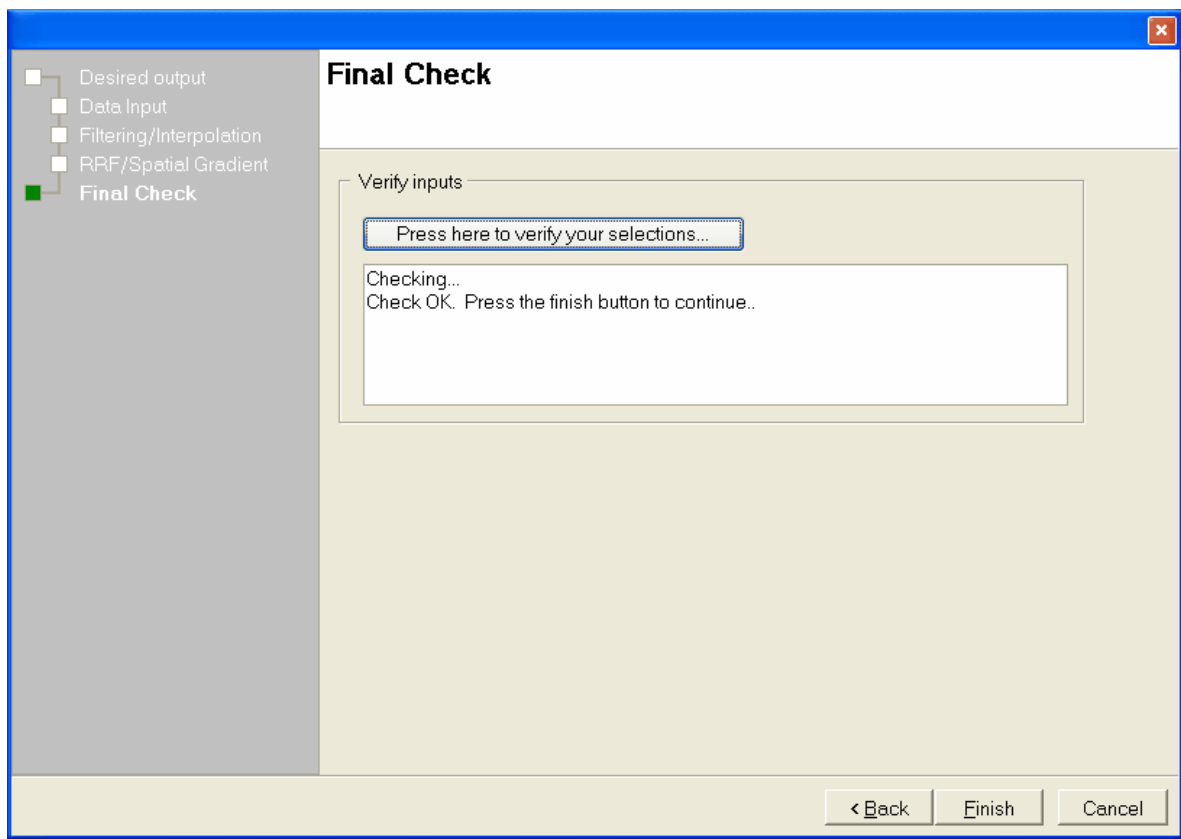 Desired output
Data Input
Filtering/Interpolation
RRF/Spatial Gradient
Final Check
Final Check
Verify inputs
Press here to verify your selections...
Checking...
Check OK.  Press the finish button to continue..
< Back
Finish
Cancel